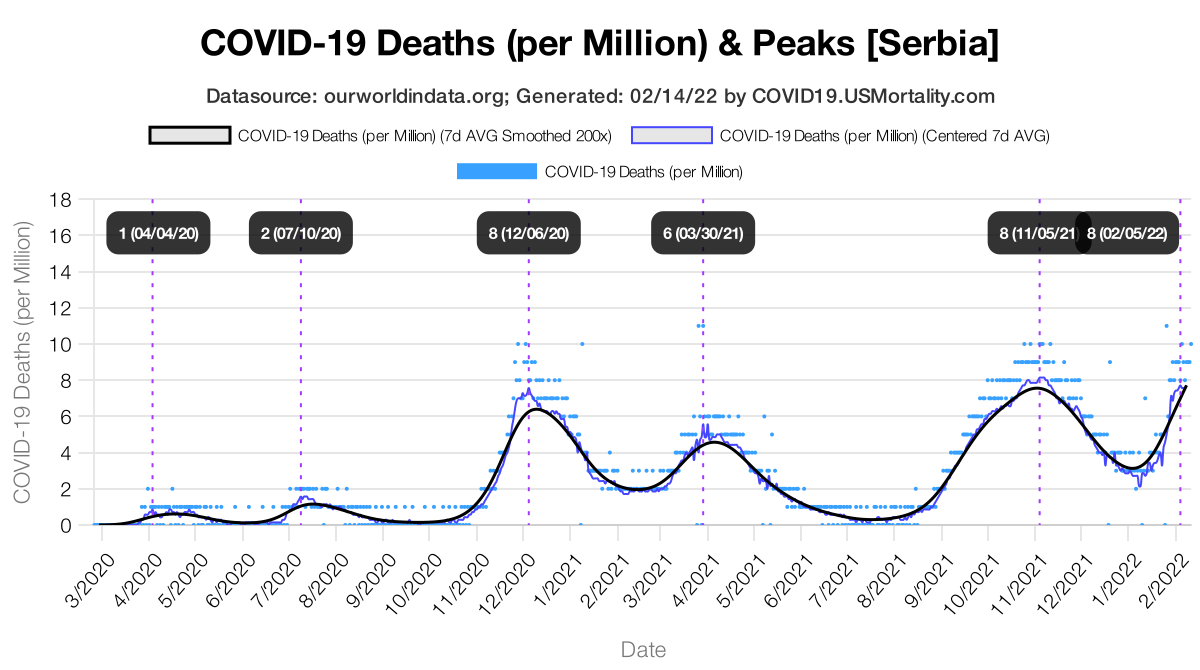 COVID-19 Deaths (per Million) & Peaks [Serbia]
Datasource: ourworldindata.org; Generated: 02/14/22 by COVID19.USMortality.com
COVID-19 Deaths (per Million) (7d AVG Smoothed 200x) COVID-19 Deaths (per Million) (Centered 7d AVG)
COVID-19 Deaths (per Million)
18
16
14
12
10
8
6
4
2
0
COVID-19 Deaths (per Million)
1 (04/04/20) 2 (07/10/20) 8 (12/06/20) 6 (03/30/21) 8 (11/05/21) 8 (02/05/22)
3/2020 4/2020 5/2020 6/2020 7/2020 8/2020 9/2020 10/2020 11/2020 12/2020 1/2021 2/2021 3/2021 4/2021 5/2021 6/2021 7/2021 8/2021 9/2021 10/2021 11/2021 12/2021 1/2022 2/2022
Date